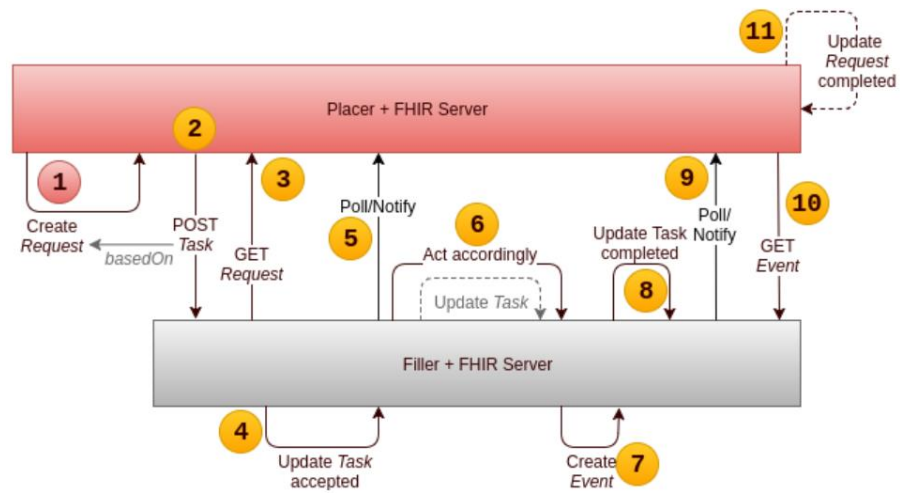 11
Update
Request
completed
Placer + FHIR Server
2
1
3
Create
Request
basedOn
POST
Task
GET
Request
Poll/Notify
5
6
Act accordingly
Update Task
Update Task
completed
8
9
Poll/
Notify
10
GET
Event
Filler + FHIR Server
4
Update Task
accepted
Create
Event
7